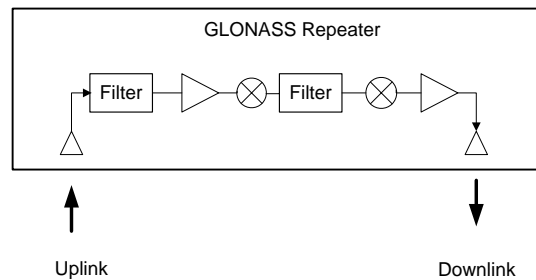 GLONASS Repeater
Filter
Filter
Uplink
Downlink